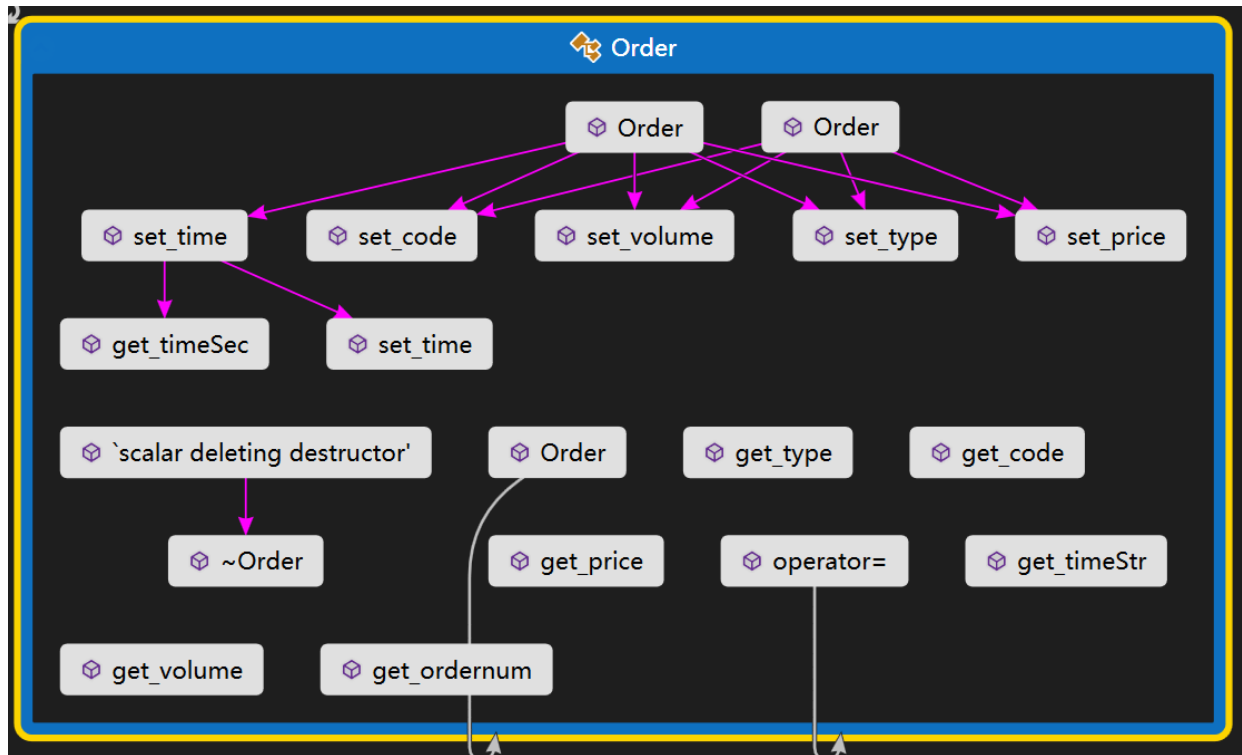 Order
Order
Order
set_time
set_code
set_volume
set_type
set_price
get_timeSec
set_time
`scalar deleting destructor'
Order
get_type
get_code
~Order
get_price
operator=
get_timeStr
get_volume
get_ordernum